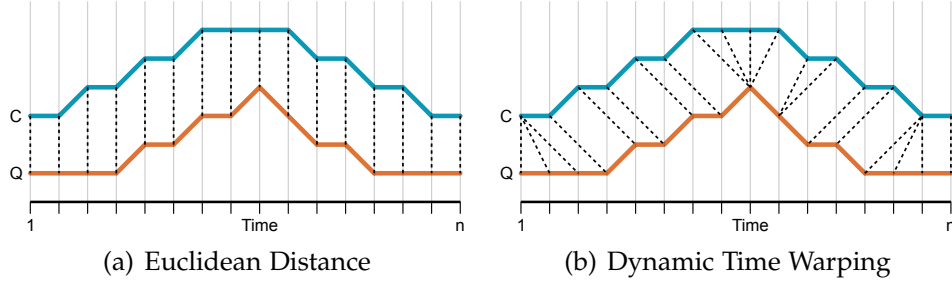 C
Q
1 Time n
(a) Euclidean Distance
C
Q
1 Time n
(b) Dynamic Time Warping